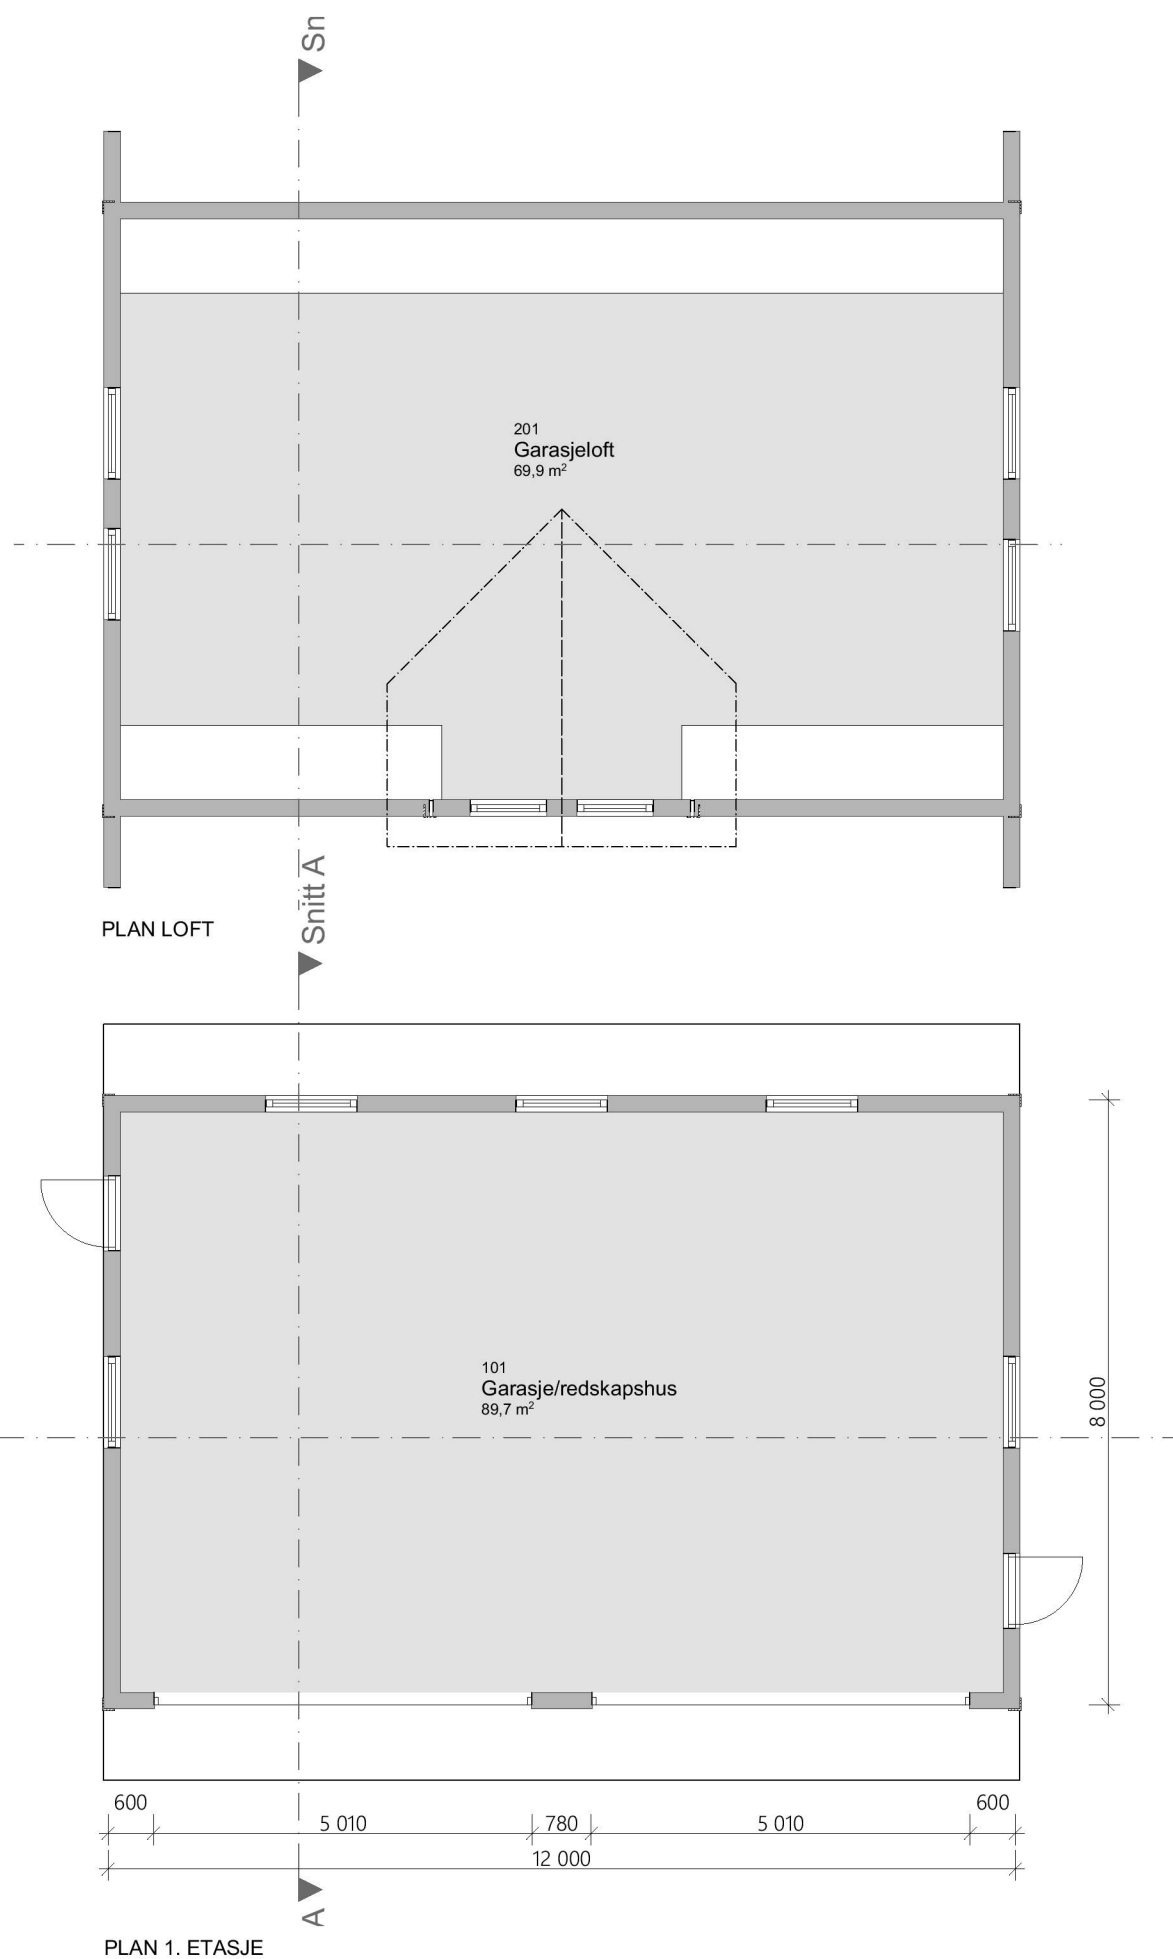 Sn
201
Garasjeloft
69,9 m²
Snitt A
PLAN LOFT
101
Garasje/redskapshus
89,7 m²
8 000
600
600
5 010
780
5 010
12 000
A
PLAN 1. ETASJE